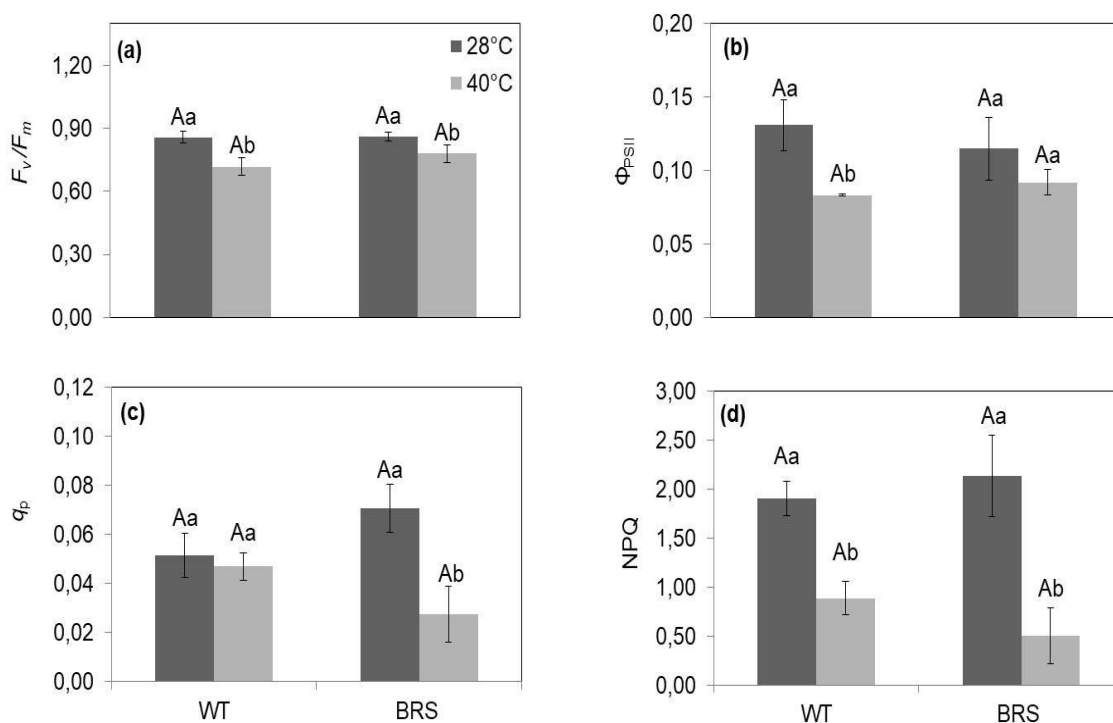 (a)
28°C
40°C
1,20
0,90
0,60
0,30
0,00
Fv/Fm
Aa
Ab
Aa
Ab
(b)
0,20
0,15
0,10
0,05
0,00
ΦPSII
Aa
Ab
Aa
Aa
(c)
0,12
0,10
0,08
0,06
0,04
0,02
0,00
qp
Aa
Aa
Aa
Ab
WT
BRS
(d)
3,00
2,50
2,00
1,50
1,00
0,50
0,00
NPQ
Aa
Ab
Aa
Ab
WT
BRS